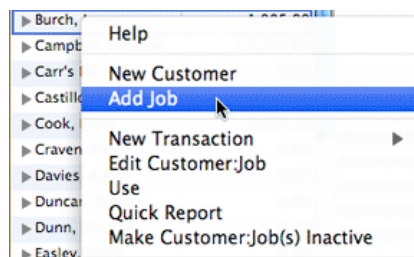 Burch,
Help
Campb
New Customer
Carr's
Add Job
Castillo
Cook,
New Transaction
Craven
Edit Customer:Job
Davies
Use
Quick Report
Duncan
Make Customer:Job(s) Inactive
Dunn,
Easley,